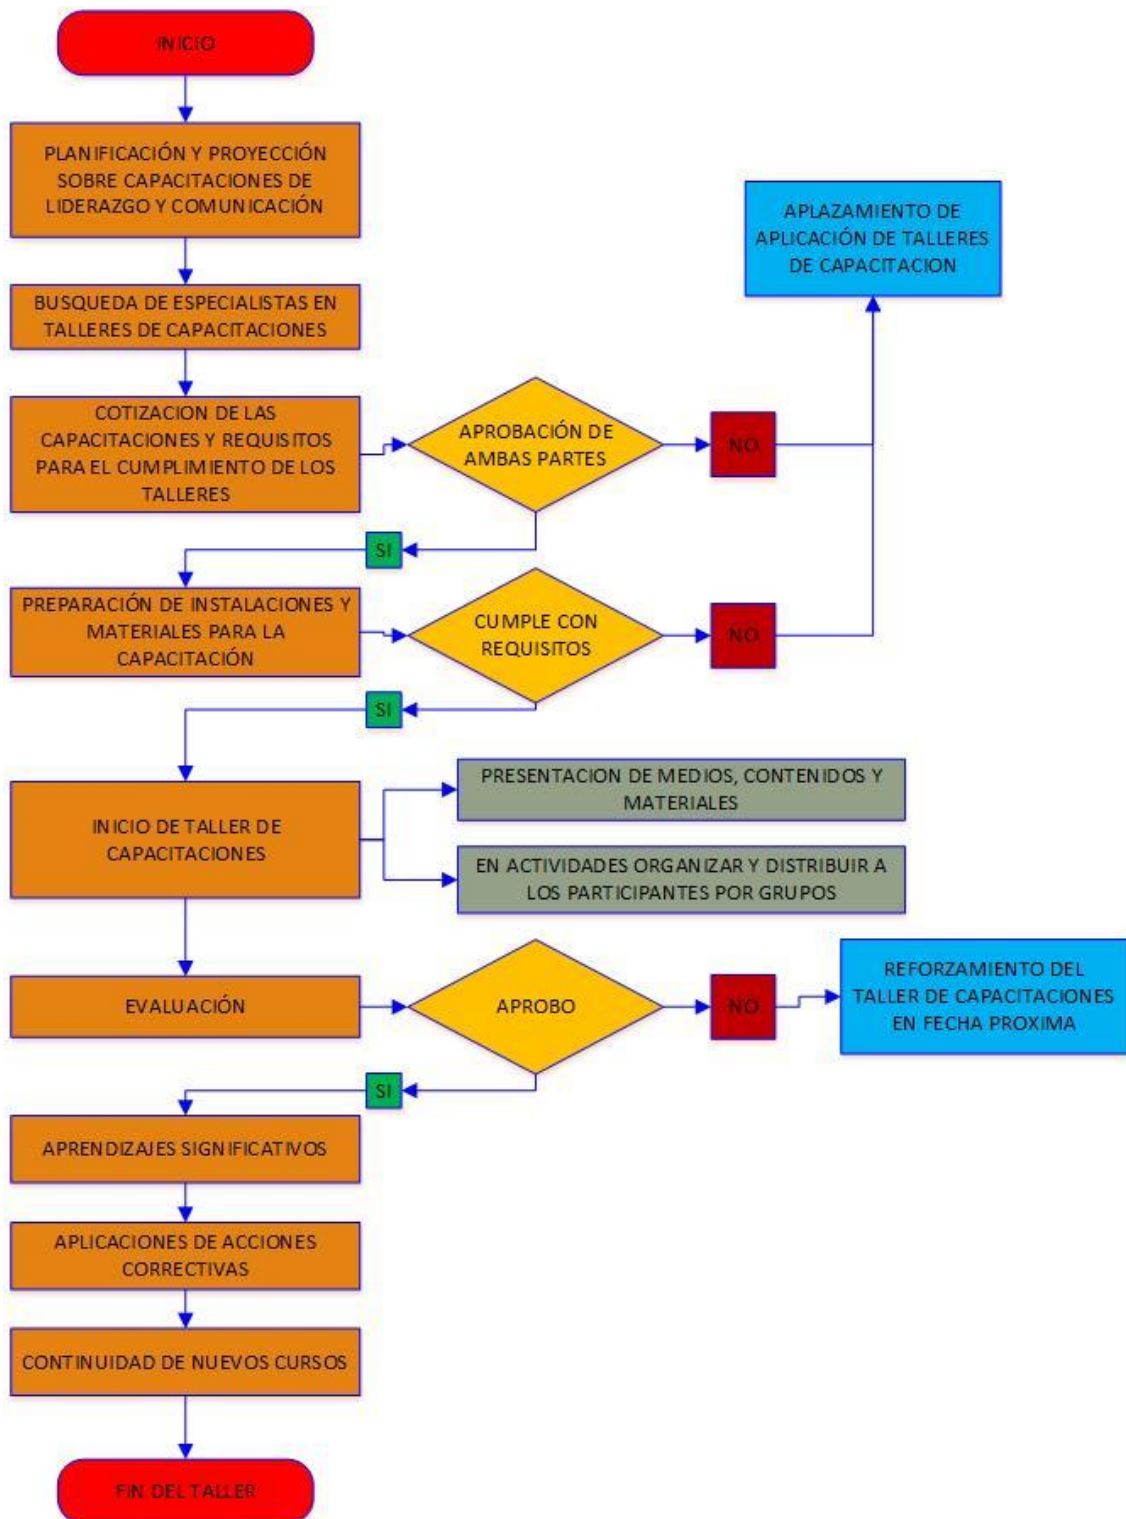 INICIO
PLANIFICACIÓN Y PROYECCIÓN
SOBRE CAPACITACIONES DE
LIDERAZGO Y COMUNICACIÓN
APLAZAMIENTO DE
APLICACIÓN DE TALLERES
DE CAPACITACION
BUSQUEDA DE ESPECIALISTAS EN
TALLERES DE CAPACITACIONES
COTIZACION DE LAS
CAPACITACIONES Y REQUISITOS
PARA EL CUMPLIMIENTO DE LOS
TALLERES
APROBACIÓN DE
AMBAS PARTES
NO
SI
PREPARACIÓN DE INSTALACIONES Y
MATERIALES PARA LA
CAPACITACIÓN
CUMPLE CON
REQUISITOS
NO
SI
INICIO DE TALLER DE
CAPACITACIONES
PRESENTACION DE MEDIOS, CONTENIDOS Y
MATERIALES
EN ACTIVIDADES ORGANIZAR Y DISTRIBUIR A
LOS PARTICIPANTES POR GRUPOS
EVALUACIÓN
APROBO
NO
REFORZAMIENTO DEL
TALLER DE CAPACITACIONES
EN FECHA PROXIMA
SI
APRENDIZAJES SIGNIFICATIVOS
APLICACIONES DE ACCIONES
CORRECTIVAS
CONTINUIDAD DE NUEVOS CURSOS
FIN DEL TALLER